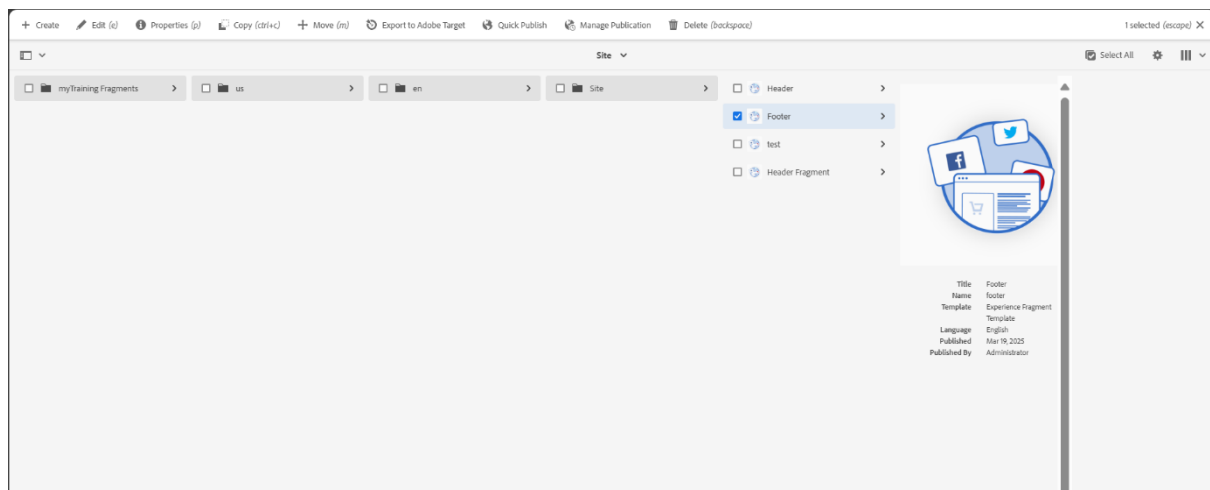 Create Edit (e) Properties (p) Copy (ctrl+c) Move (m) Export to Adobe Target Quick Publish Manage Publication Delete (backspace) 1 selected (escape)
Site Select All
myTraining Fragments us en Site Header
Footer
test
Header Fragment
f
Title Footer
Name footer
Template Experience Fragment
Template
Language English
Published Mar 19, 2025
Published By Administrator